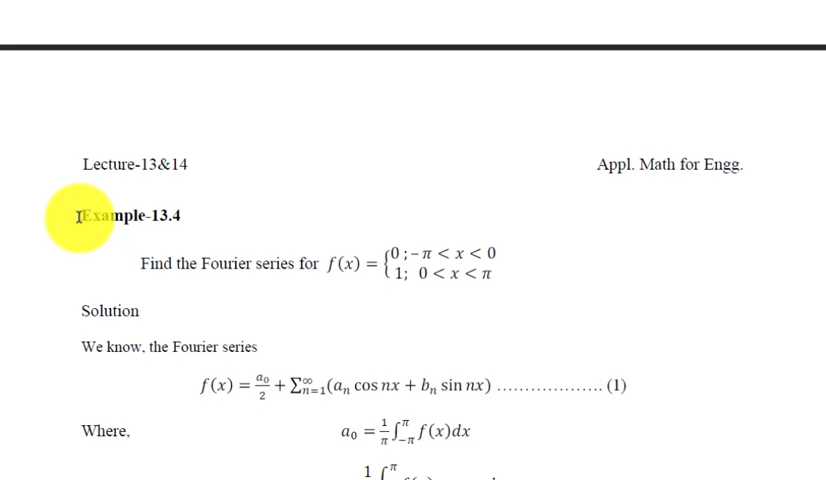 Lecture-13&14 Appl. Math for Engg.
Example-13.4
Find the Fourier series for f(x) = {0 ; − π < x < 0
1; 0 < x < π
Solution
We know, the Fourier series
f(x) = a₀/2 + ∑ₙ₌₁^∞ (aₙ cos nx + bₙ sin nx) ………………. (1)
Where, a₀ = 1/π ∫_{−π}^{π} f(x)dx